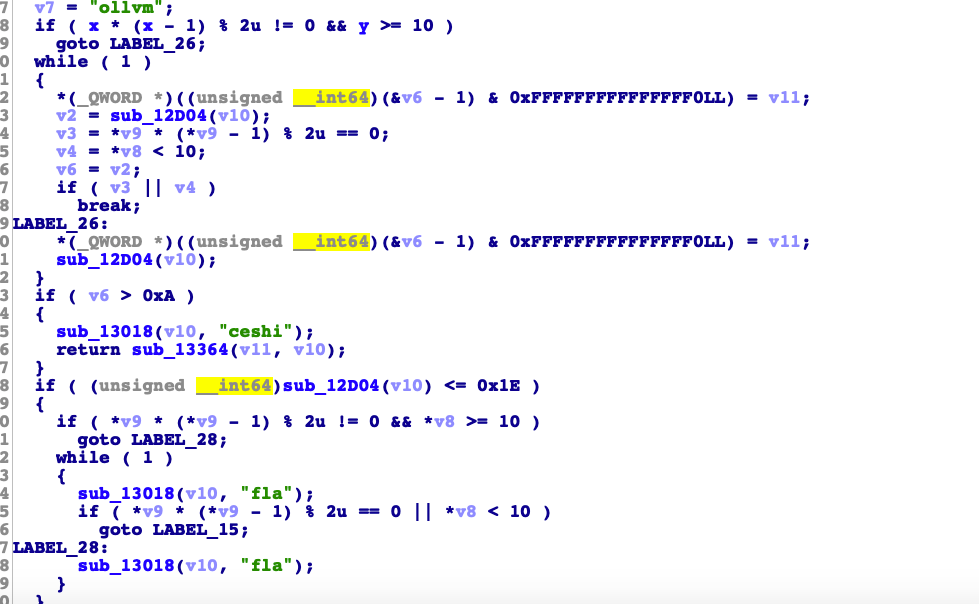 7 v7 = "ollvm";
8 if ( x * (x - 1) % 2u != 0 && y >= 10 )
9 goto LABEL_26;
0 while ( 1 )
1 {
2 *(_QWORD *)((unsigned __int64)(&v6 - 1) & 0xFFFFFFFFFFFFFFF0LL) = v11;
3 v2 = sub_12D04(v10);
4 v3 = *v9 * (*v9 - 1) % 2u == 0;
5 v4 = *v8 < 10;
6 v6 = v2;
7 if ( v3 || v4 )
8 break;
9 LABEL_26:
0 *(_QWORD *)((unsigned __int64)(&v6 - 1) & 0xFFFFFFFFFFFFFFF0LL) = v11;
1 sub_12D04(v10);
2 }
3 if ( v6 > 0xA )
4 {
5 sub_13018(v10, "ceshi");
6 return sub_13364(v11, v10);
7 }
8 if ( (unsigned __int64)sub_12D04(v10) <= 0x1E )
9 {
0 if ( *v9 * (*v9 - 1) % 2u != 0 && *v8 >= 10 )
1 goto LABEL_28;
2 while ( 1 )
3 {
4 sub_13018(v10, "fla");
5 if ( *v9 * (*v9 - 1) % 2u == 0 || *v8 < 10 )
6 goto LABEL_15;
7 LABEL_28:
8 sub_13018(v10, "fla");
9 }
0 }